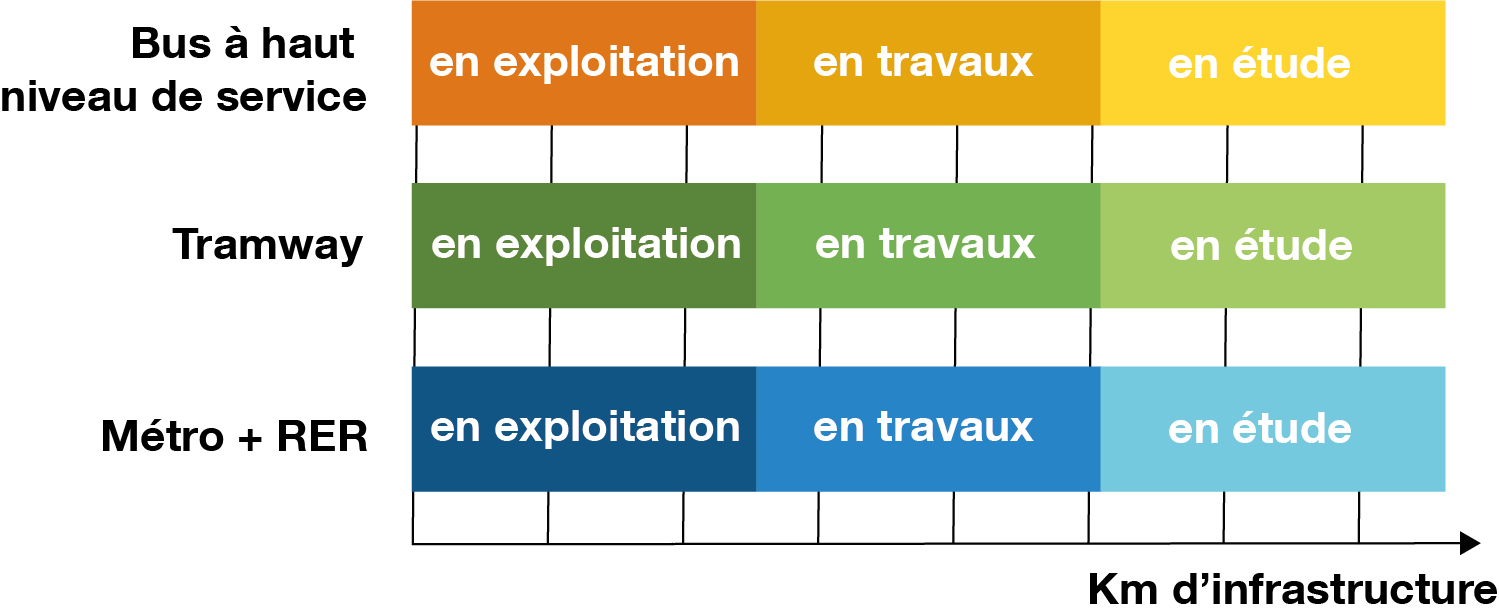 Bus à haut
niveau de service
en exploitation
en travaux
en étude
Tramway
en exploitation
en travaux
en étude
Métro + RER
en exploitation
en travaux
en étude
Km d’infrastructure